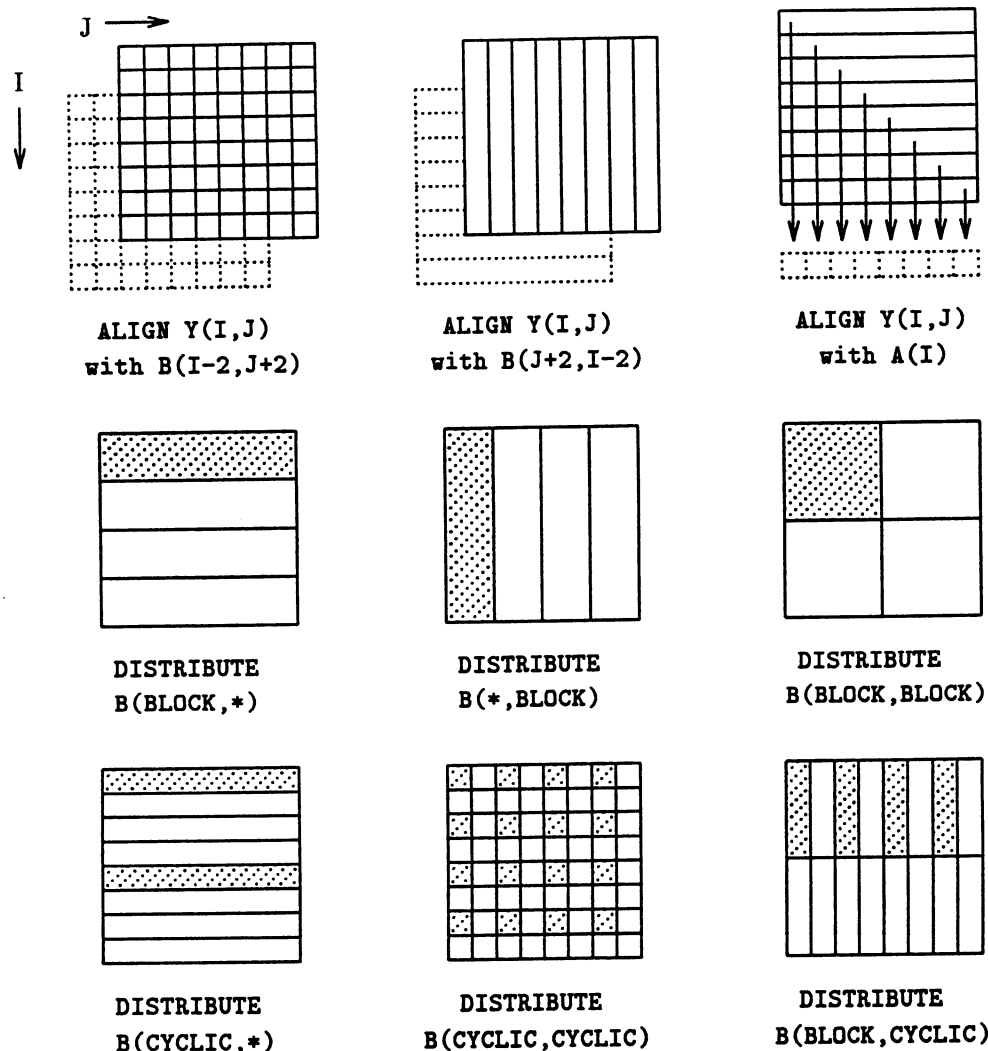 J
I
ALIGN Y(I,J)
with B(I-2,J+2)
ALIGN Y(I,J)
with B(J+2,I-2)
ALIGN Y(I,J)
with A(I)
DISTRIBUTE
B(BLOCK,*)
DISTRIBUTE
B(*,BLOCK)
DISTRIBUTE
B(BLOCK,BLOCK)
DISTRIBUTE
B(CYCLIC,*)
DISTRIBUTE
B(CYCLIC,CYCLIC)
DISTRIBUTE
B(BLOCK,CYCLIC)